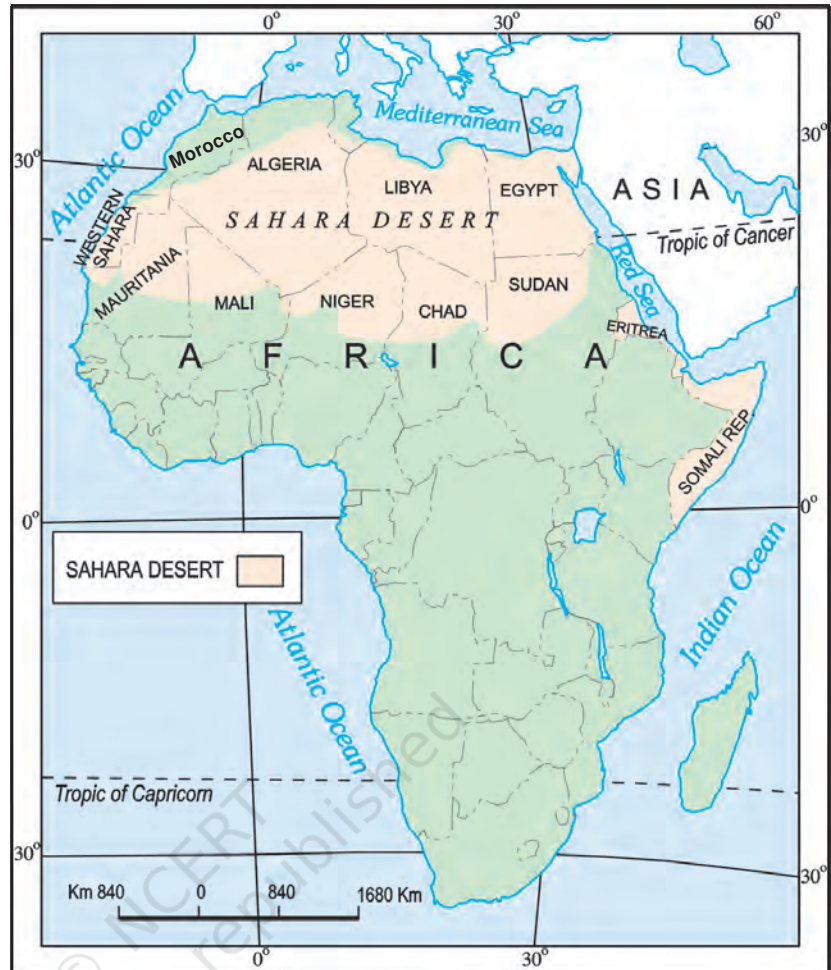 0° 30° 60°
Mediterranean Sea
Atlantic Ocean
30° 30°
Morocco
ALGERIA
LIBYA
EGYPT
ASIA
WESTERN
SAHARA
SAHARA DESERT
Tropic of Cancer
Red Sea
MAURITANIA
MALI
NIGER
CHAD
SUDAN
ERITREA
AFRICA
SOMALI REP.
0° 0°
SAHARA DESERT
Atlantic Ocean
Indian Ocean
Tropic of Capricorn
30° 30°
Km 840 0 840 1680 Km
© NCERT
republished
0° 30°